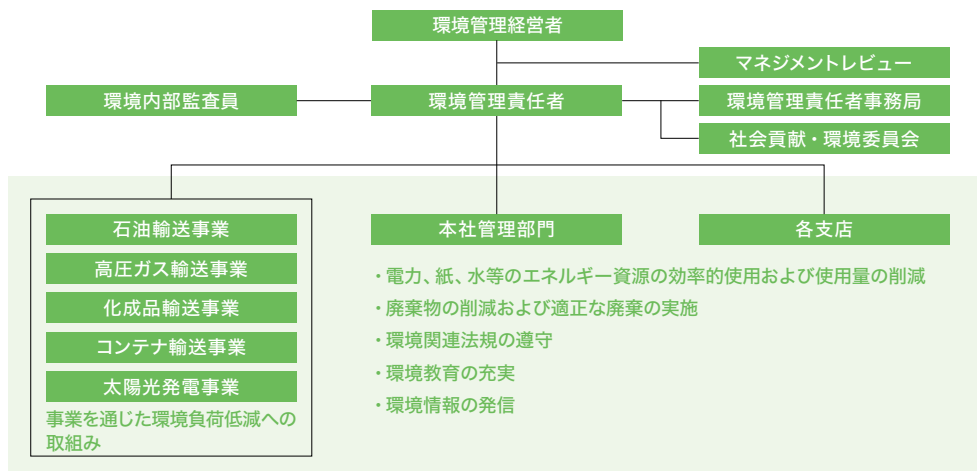 環境管理経営者
マネジメントレビュー
環境内部監査員
環境管理責任者
環境管理責任者事務局
社会貢献・環境委員会
石油輸送事業
高圧ガス輸送事業
化成品輸送事業
コンテナ輸送事業
太陽光発電事業
事業を通じた環境負荷低減への
取組み
本社管理部門
各支店
・電力、紙、水等のエネルギー資源の効率的使用および使用量の削減
・廃棄物の削減および適正な廃棄の実施
・環境関連法規の遵守
・環境教育の充実
・環境情報の発信